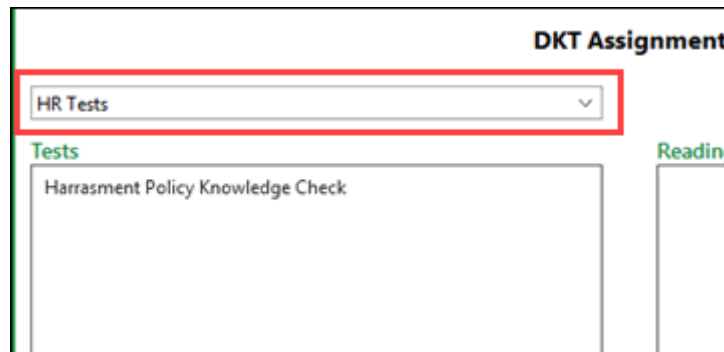 DKT Assignment
HR Tests
Tests
Readin
Harrasment Policy Knowledge Check